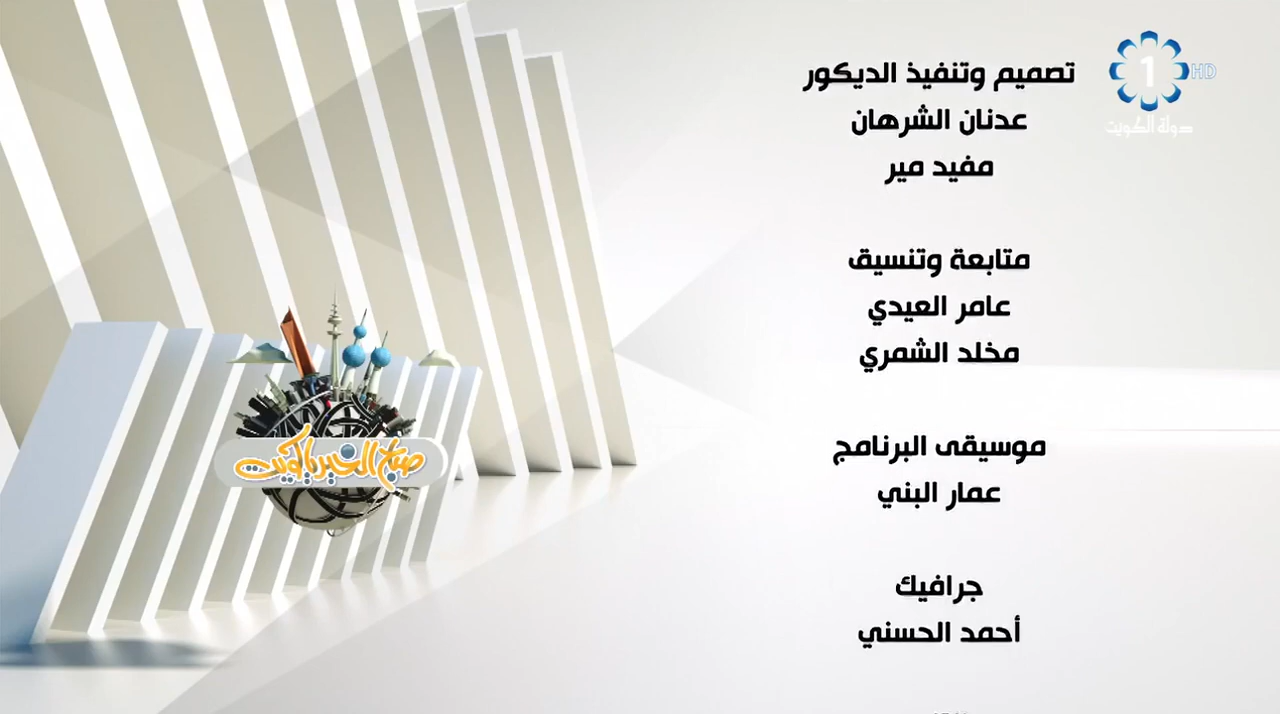 تصميم وتنفيذ الديكور
عدنان الشرهان
مفيد مير
متابعة وتنسيق
عامر العيدي
مخلد الشمري
موسيقى البرنامج
عمار البني
جرافيك
أحمد الحسني
1 HD
دولة الكويت
صباح الخير يا كويت